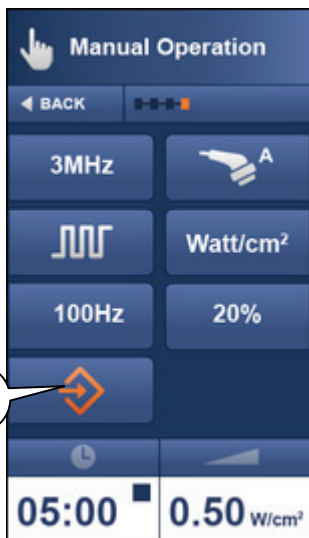 Manual Operation
BACK
3MHz
A
Watt/cm²
100Hz
20%
05:00
0.50 W/cm²